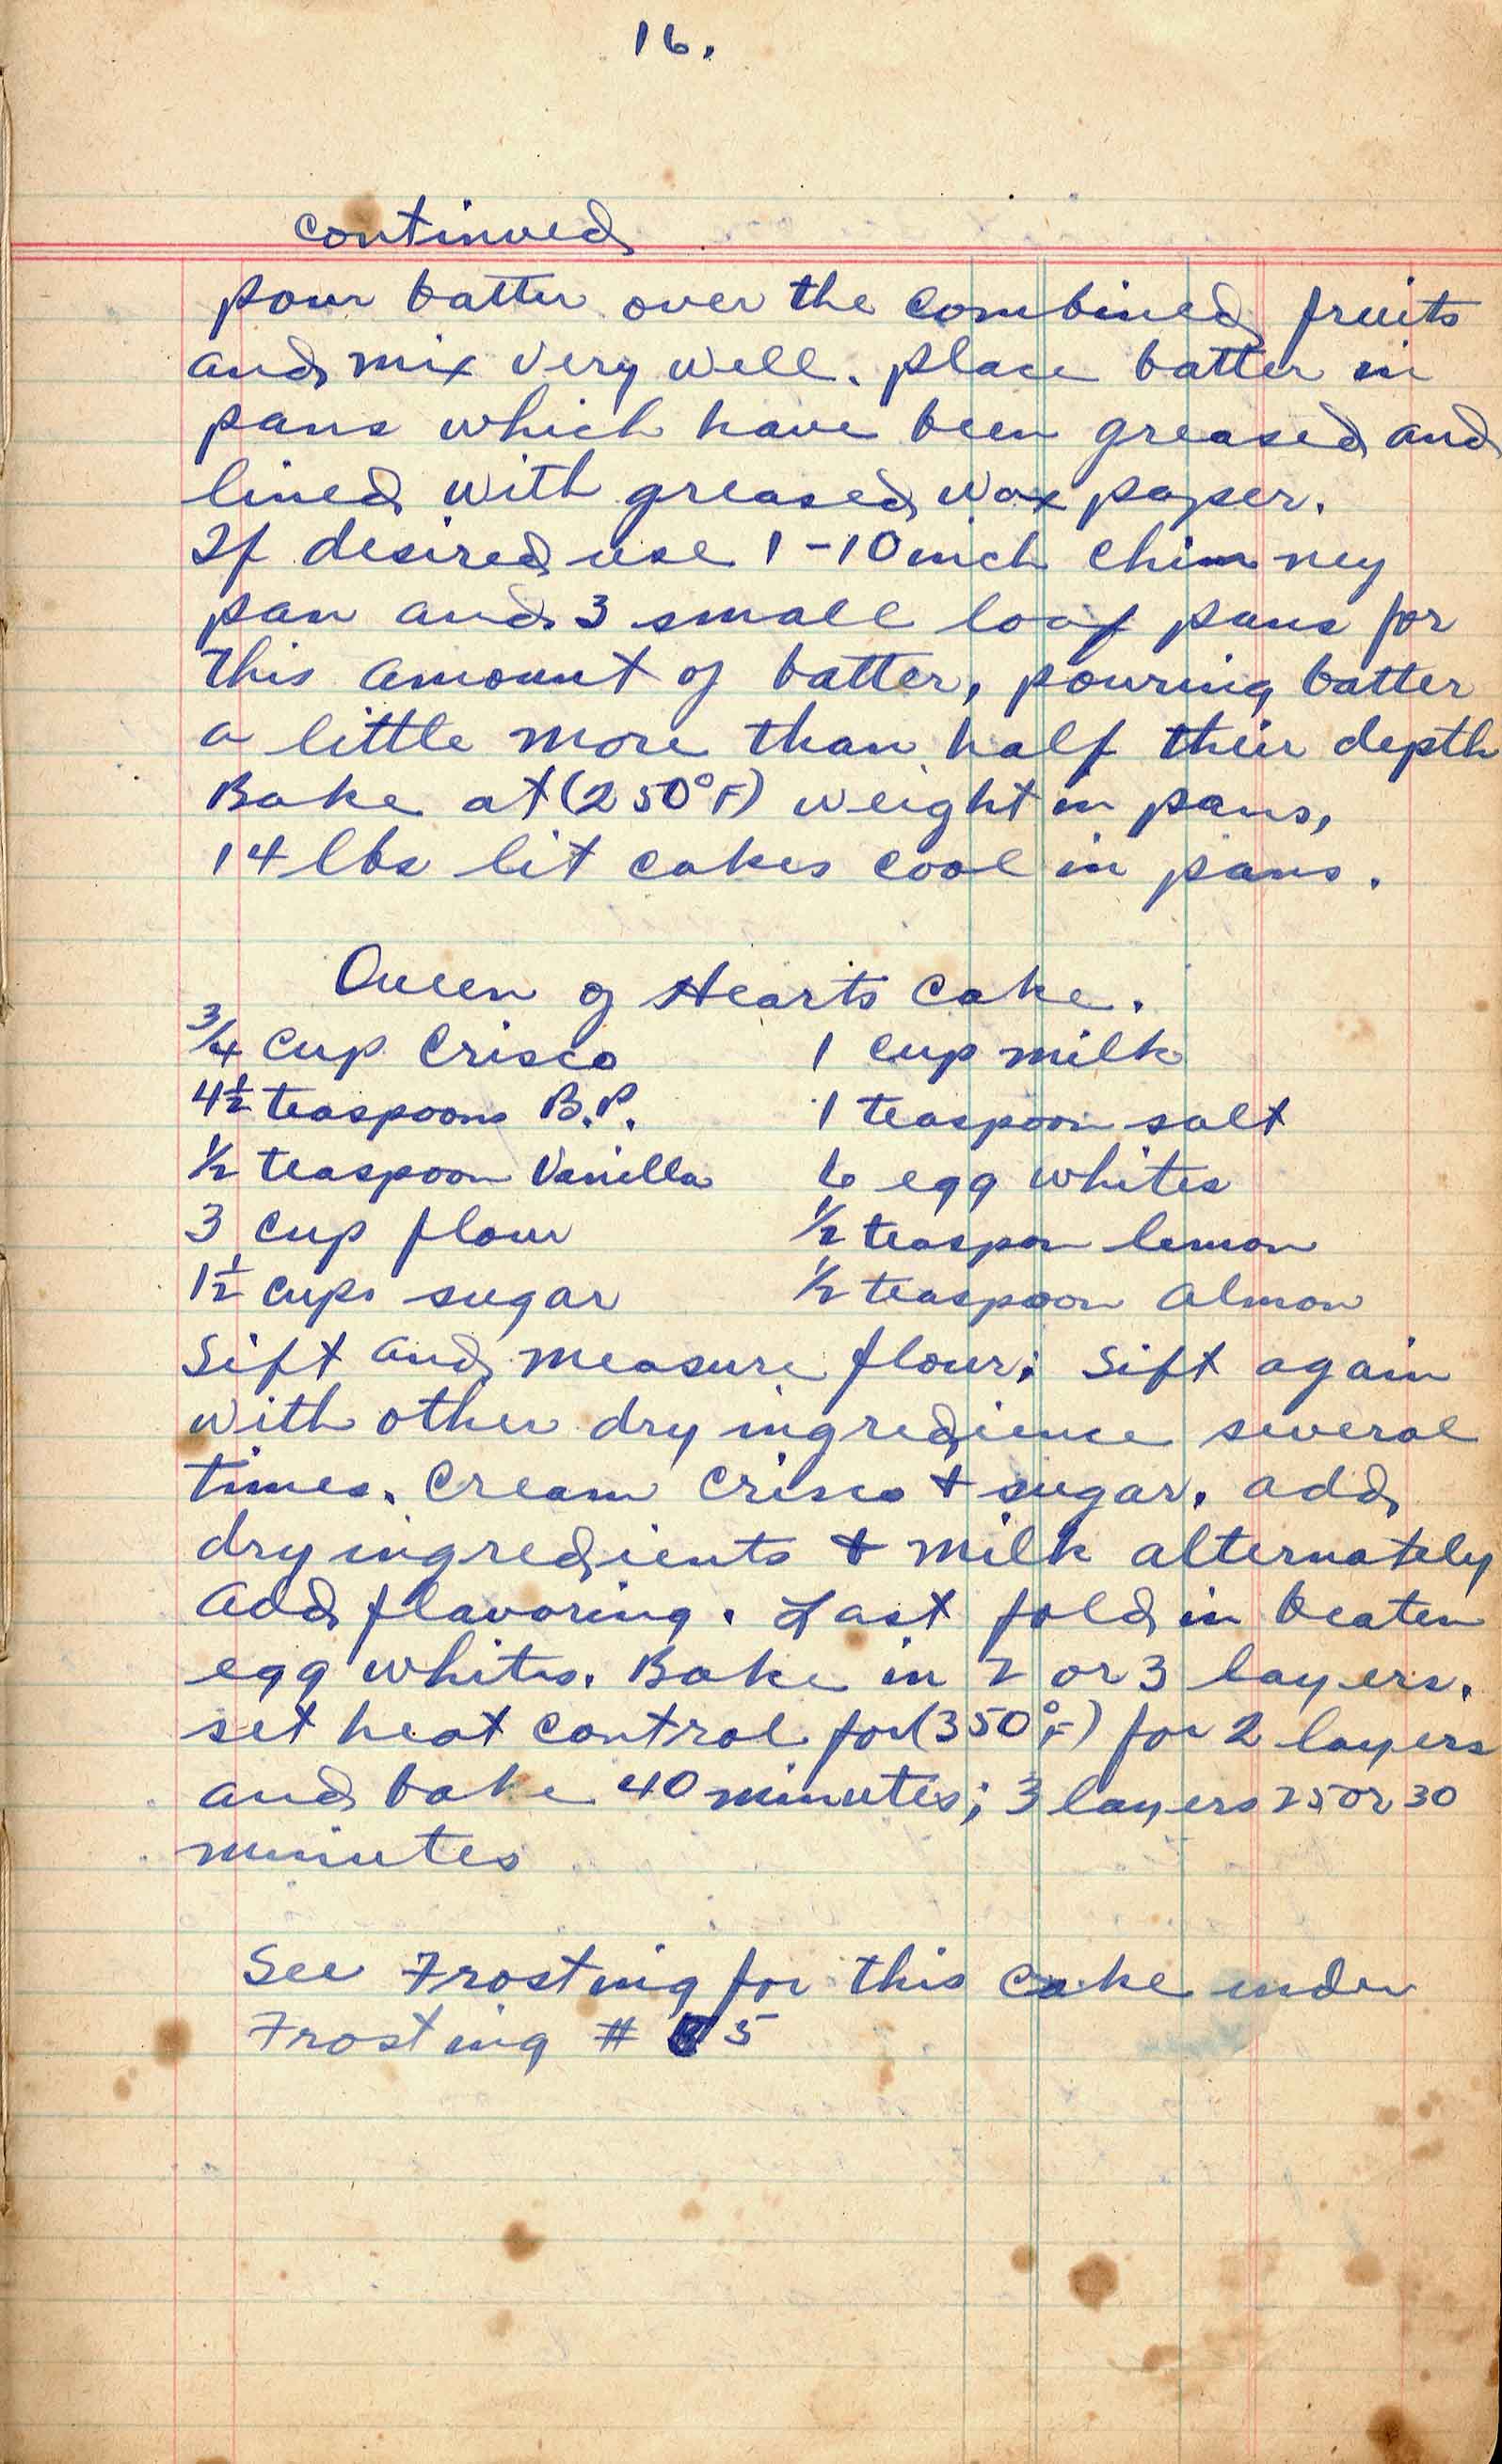 16.
continued
pour batter over the combined fruits
and mix very well. place batter in
pans which have been greased and
lined with greased wax paper.
If desired use 1-10 inch chimney
pan and 3 small loaf pans for
this amount of batter, pouring batter
a little more than half their depth
Bake at (250°F) weight in pans,
14 lbs lit cakes cool in pans.
Queen of Hearts Cake.
3/4 cup Crisco 1 cup milk
4 1/2 teaspoons B.P. 1 teaspoon salt
1/2 teaspoon Vanilla 6 egg whites
3 cup flour 1/2 teaspon lemon
1 1/2 cups sugar 1/2 teaspoon Almon
Sift and measure flour; Sift again
with other dry ingredience several
times. Cream Crisco + sugar. add
dry ingredients + milk alternately
Add flavoring. Last fold in beaten
egg whites. Bake in 2 or 3 layers.
set heat control for (350°F) for 2 layers
and bake 40 minutes; 3 layers 25 or 30
minutes
See Frosting for this Cake under
Frosting # 5